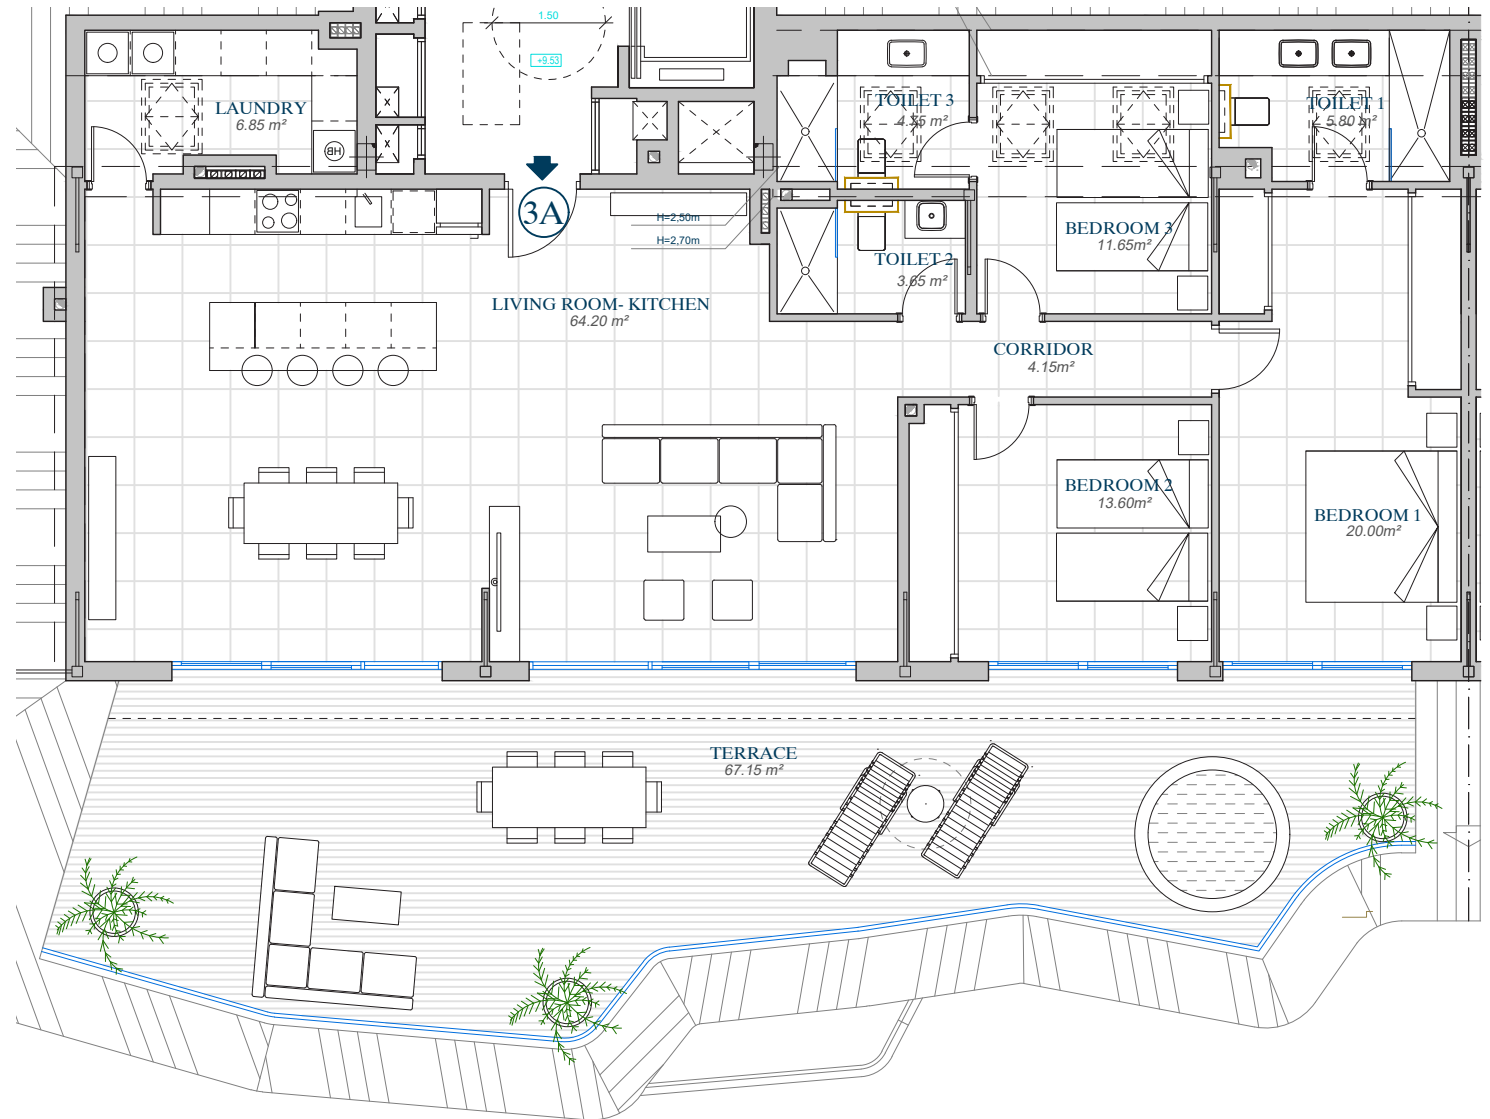 1.50
+9.53
LAUNDRY
6.85 m²
TOILET 3
4.75 m²
TOILET 1
5.80 m²
HB
3A
H=2,50m
H=2,70m
BEDROOM 3
11.65m²
TOILET 2
3.65 m²
LIVING ROOM- KITCHEN
64.20 m²
CORRIDOR
4.15m²
BEDROOM 2
13.60m²
BEDROOM 1
20.00m²
TERRACE
67.15 m²